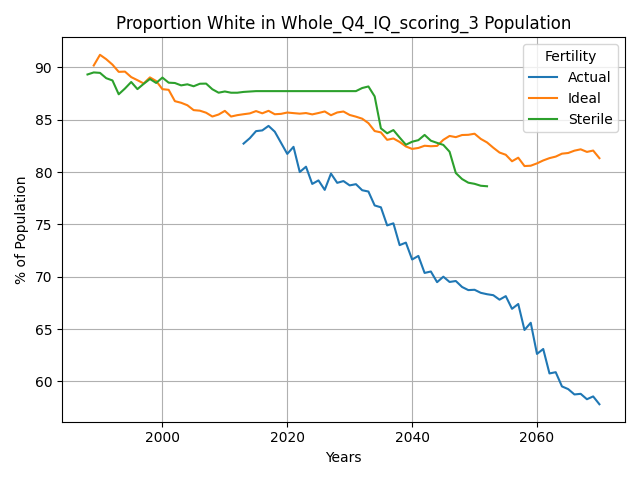 Proportion White in Whole_Q4_IQ_scoring_3 Population
Fertility
Actual
Ideal
Sterile
% of Population
90
85
80
75
70
65
60
2000
2020
2040
2060
Years